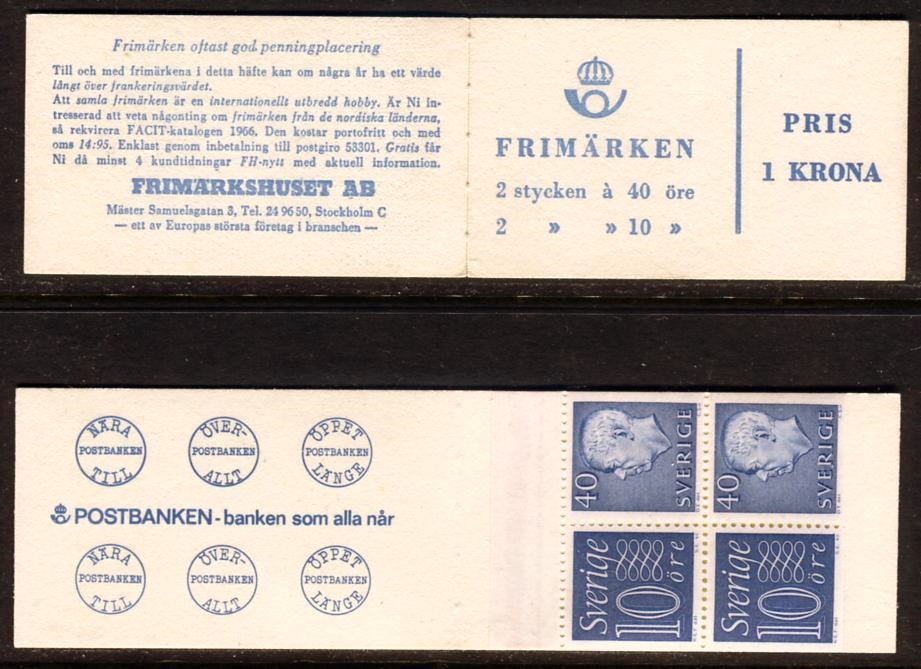 Frimärken oftast god penningplacering
Till och med frimärkena i detta häfte kan om några år ha ett värde
långt över frankeringsvärdet.
Att samla frimärken är en internationellt utbredd hobby. Är Ni in-
tresserad att veta någonting om frimärken från de nordiska länderna,
så rekvirera FACIT-katalogen 1966. Den kostar portofritt och med
oms 14:95. Enklast genom inbetalning till postgiro 53301. Gratis får
Ni då minst 4 kundtidningar FH-nytt med aktuell information.
FRIMÄRKSHUSET AB
Mäster Samuelsgatan 3, Tel. 24 96 50, Stockholm C
— ett av Europas största företag i branschen —
FRIMÄRKEN
2 stycken à 40 öre
2 » » 10 »
PRIS
1 KRONA
NÄRA
POSTBANKEN
TILL
ÖVER-
POSTBANKEN
ALLT
ÖPPET
POSTBANKEN
LÄNGE
POSTBANKEN - banken som alla når
NÄRA
POSTBANKEN
TILL
ÖVER-
POSTBANKEN
ALLT
ÖPPET
POSTBANKEN
LÄNGE
40
SVERIGE
40
SVERIGE
Sverige
10 öre
Sverige
10 öre